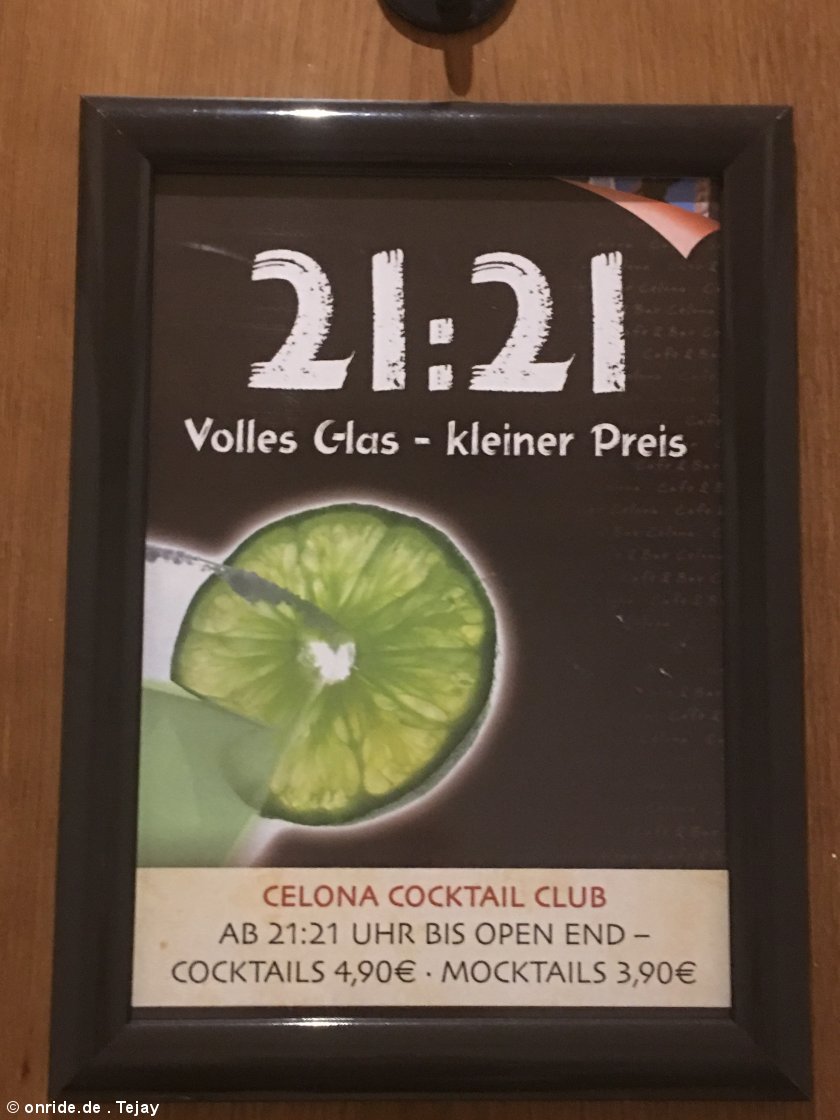 21:21
Volles Glas - kleiner Preis
CELONA COCKTAIL CLUB
AB 21:21 UHR BIS OPEN END –
COCKTAILS 4,90€ · MOCKTAILS 3,90€
© onride.de . Tejay